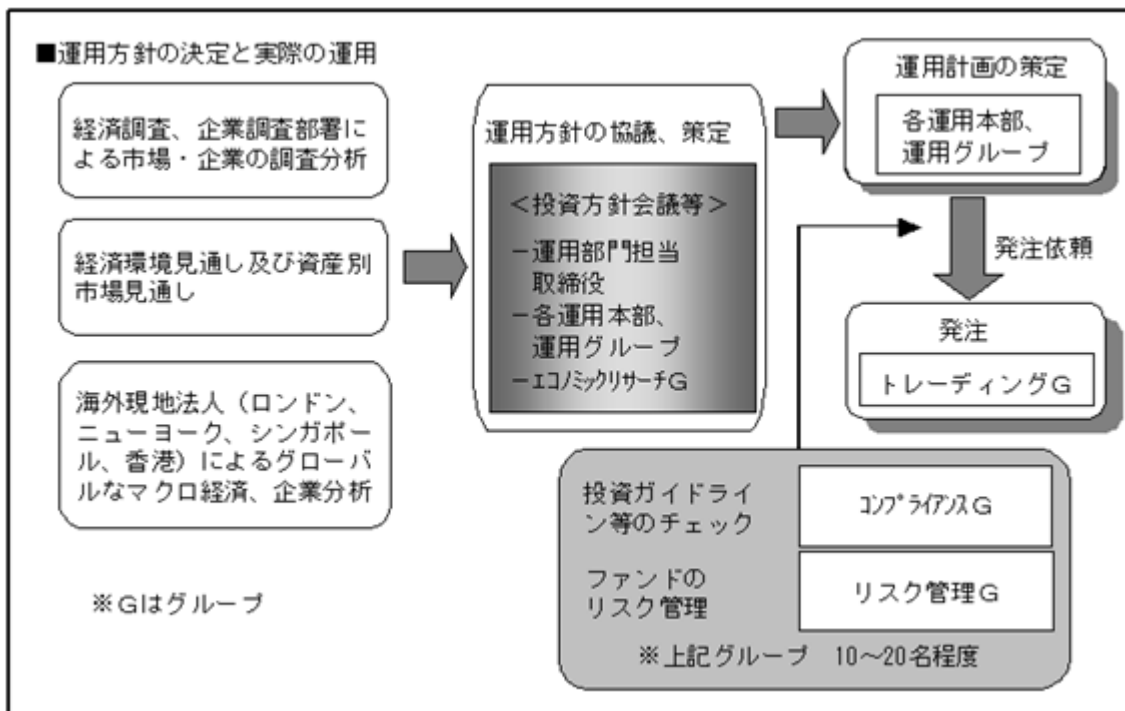 ■運用方針の決定と実際の運用
経済調査、企業調査部署に
よる市場・企業の調査分析
経済環境見通し及び資産別
市場見通し
海外現地法人（ロンドン、
ニューヨーク、シンガポー
ル、香港）によるグローバ
ルなマクロ経済、企業分析
※Gはグループ
運用方針の協議、策定
＜投資方針会議等＞
－運用部門担当
取締役
－各運用本部、
運用グループ
－ｴｺﾉﾐｯｸﾘｻｰﾁG
運用計画の策定
各運用本部、
運用グループ
発注依頼
発注
トレーディングG
投資ガイドライ
ン等のチェック
ｺﾝﾌﾟﾗｲｱﾝｽG
ファンドの
リスク管理
リスク管理G
※上記グループ　10～20名程度